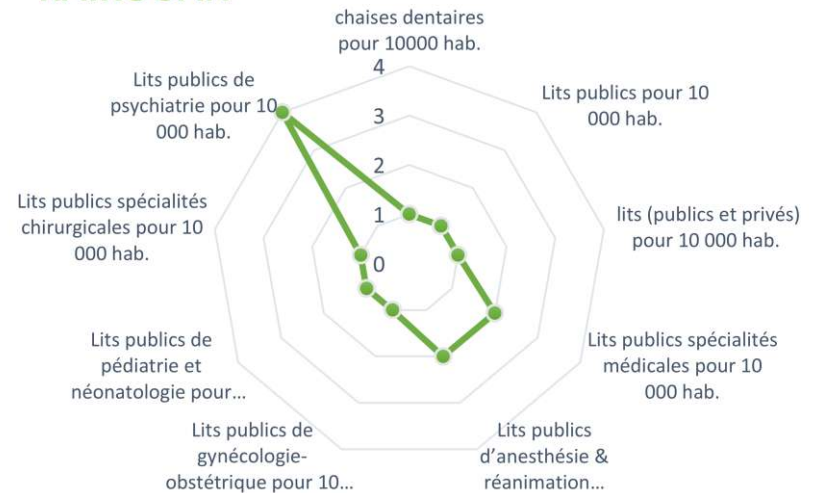 chaises dentaires
pour 10000 hab.
Lits publics pour 10
000 hab.
lits (publics et privés)
pour 10 000 hab.
Lits publics spécialités
médicales pour 10
000 hab.
Lits publics
d’anesthésie &
réanimation...
Lits publics de
gynécologie-
obstétrique pour 10...
Lits publics de
pédiatrie et
néonatologie pour...
Lits publics spécialités
chirurgicales pour 10
000 hab.
Lits publics de
psychiatrie pour 10
000 hab.
4
3
2
1
0